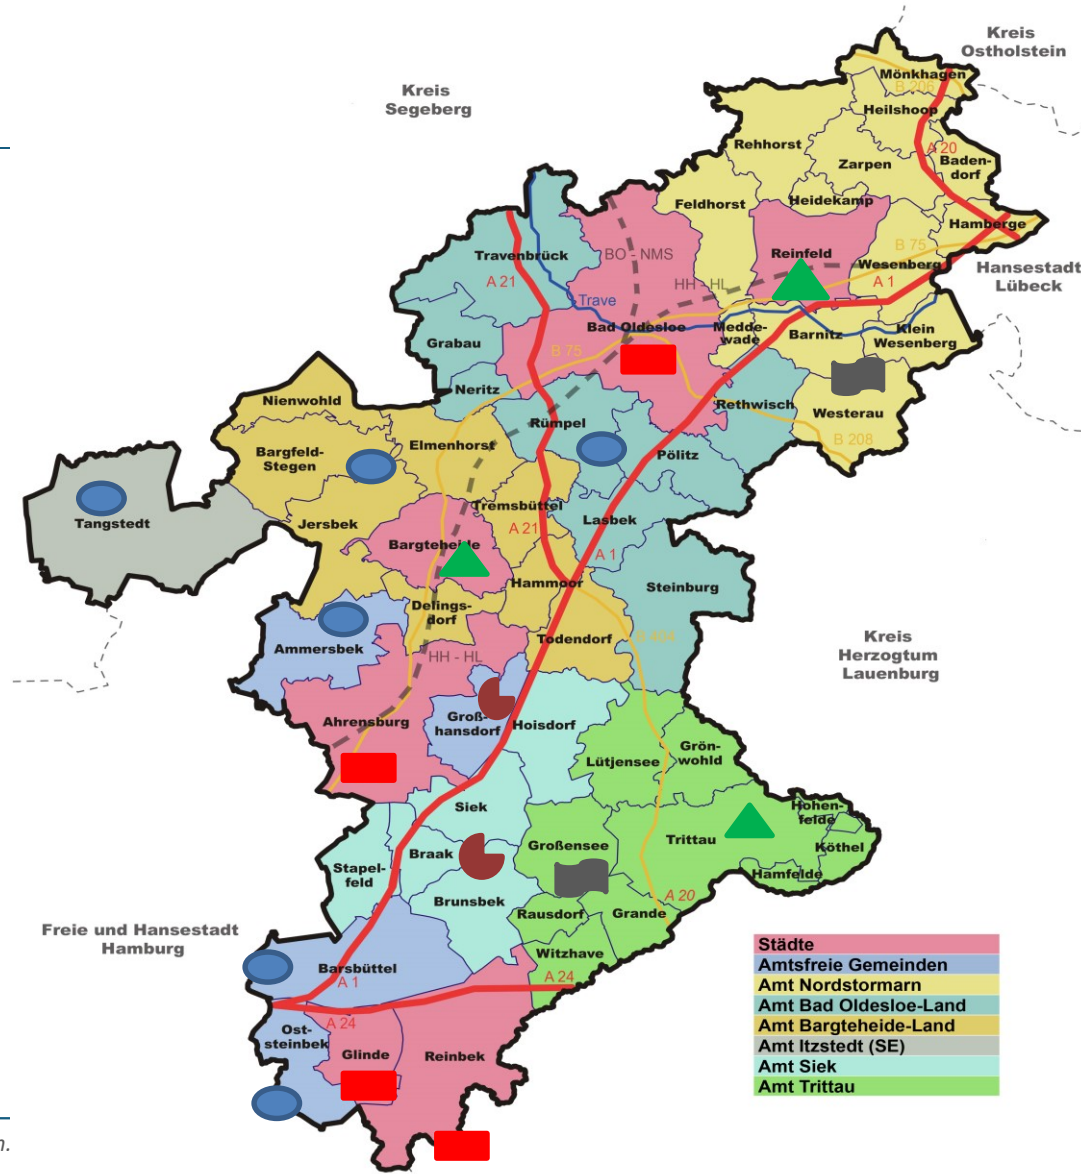 Kreis
Ostholstein
Kreis
Segeberg
Mönkhagen
B 206
Heilshoop
Rehhorst
A 20
Zarpen
Baden-
dorf
Feldhorst
Heidekamp
Hamberge
Travenbrück
BO - NMS
Reinfeld
B 75
Wesenberg
Hansestadt
Lübeck
A 21
HH - HL
A 1
Trave
Bad Oldesloe
Medde-
wade
Barnitz
Klein
Wesenberg
Grabau
B 75
Neritz
Rethwisch
Westerau
Nienwohld
Rümpel
B 208
Elmenhorst
Bargfeld-
Stegen
Pölitz
Tangstedt
Jersbek
Tremsbüttel
Lasbek
A 21
Bargteheide
A 1
Hammoor
Steinburg
Delingsdorf
Todendorf
B 404
Ammersbek
HH - HL
Kreis
Herzogtum
Lauenburg
Ahrensburg
Groß-
hansdorf
Hoisdorf
Grön-
wohld
Lütjensee
Siek
Hohen-
felde
Trittau
Großensee
Köthel
Braak
Stapel-
feld
Hamfelde
Brunsbek
A 20
Rausdorf
Grande
Freie und Hansestadt
Hamburg
Witzhave
Barsbüttel
A 1
A 24
A 24
Ost-
steinbek
Glinde
Reinbek
Städte
Amtsfreie Gemeinden
Amt Nordstormarn
Amt Bad Oldesloe-Land
Amt Bargteheide-Land
Amt Itzstedt (SE)
Amt Siek
Amt Trittau
n.